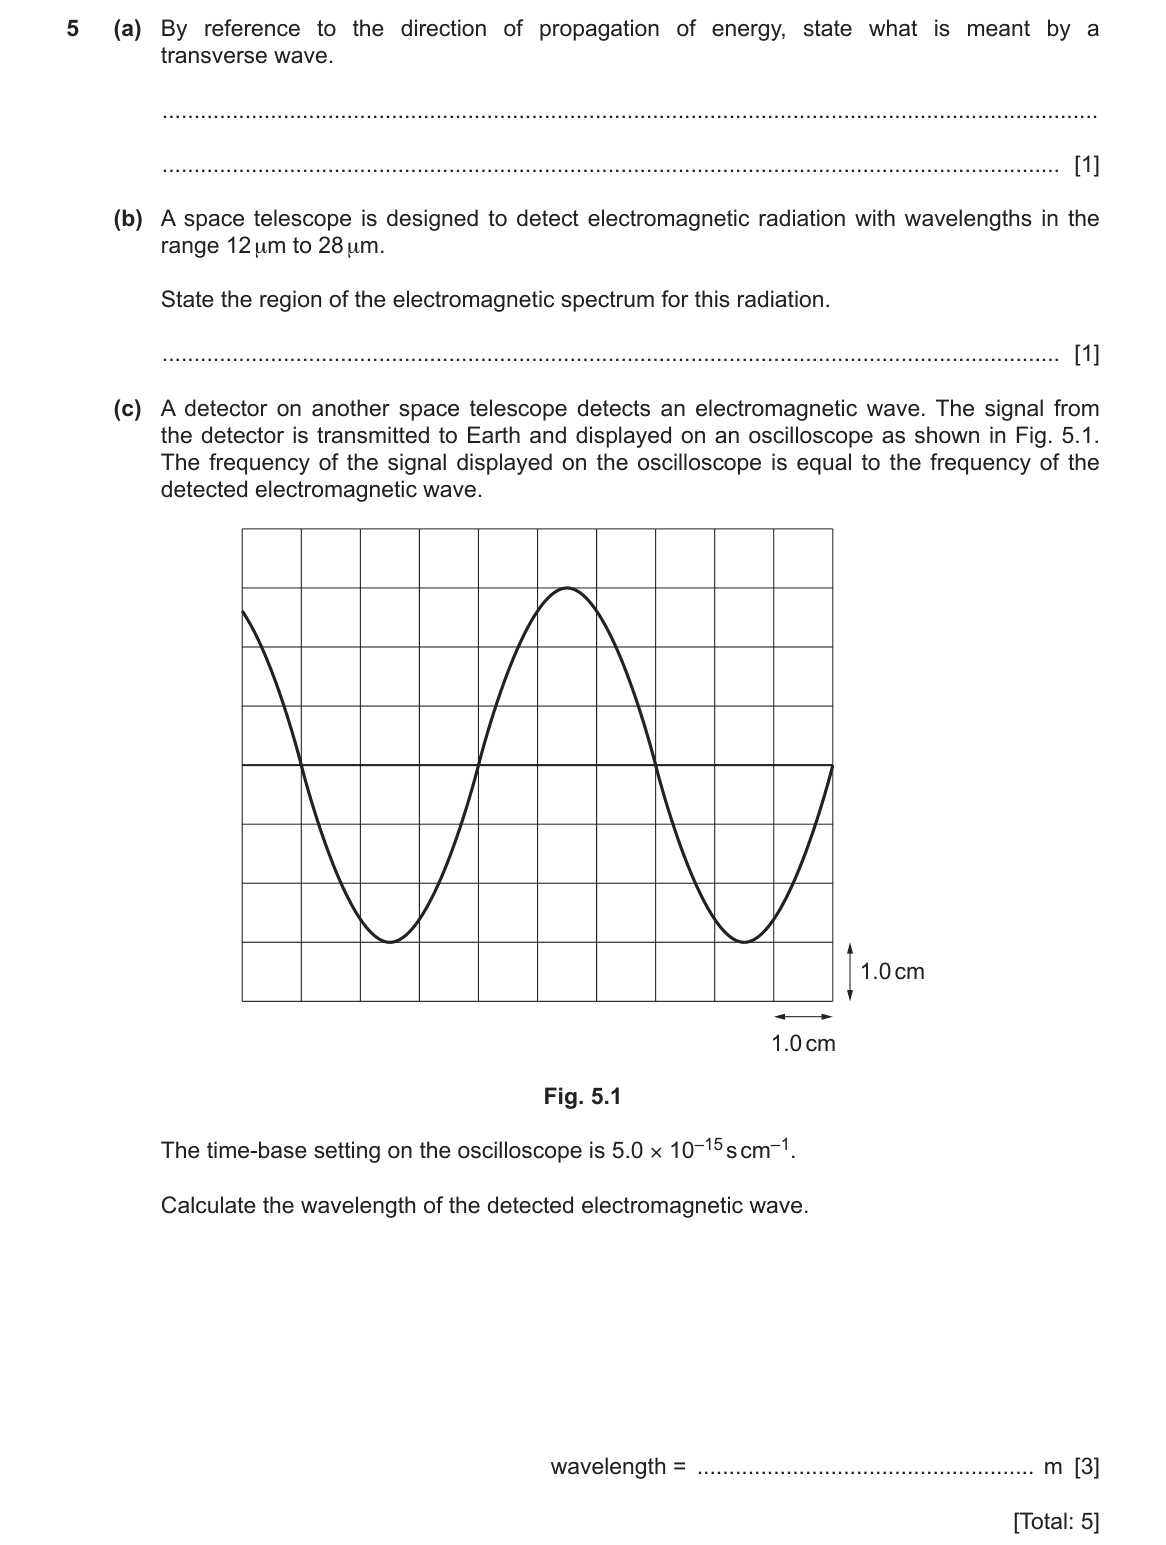 5 (a) By reference to the direction of propagation of energy, state what is meant by a
transverse wave.
..........................................................................................................................................
.................................................................................................................................... [1]
(b) A space telescope is designed to detect electromagnetic radiation with wavelengths in the
range 12 μm to 28 μm.
State the region of the electromagnetic spectrum for this radiation.
.................................................................................................................................... [1]
(c) A detector on another space telescope detects an electromagnetic wave. The signal from
the detector is transmitted to Earth and displayed on an oscilloscope as shown in Fig. 5.1.
The frequency of the signal displayed on the oscilloscope is equal to the frequency of the
detected electromagnetic wave.
1.0 cm
1.0 cm
Fig. 5.1
The time-base setting on the oscilloscope is 5.0 × 10⁻¹⁵ s cm⁻¹.
Calculate the wavelength of the detected electromagnetic wave.
wavelength = ..................................................... m [3]
[Total: 5]